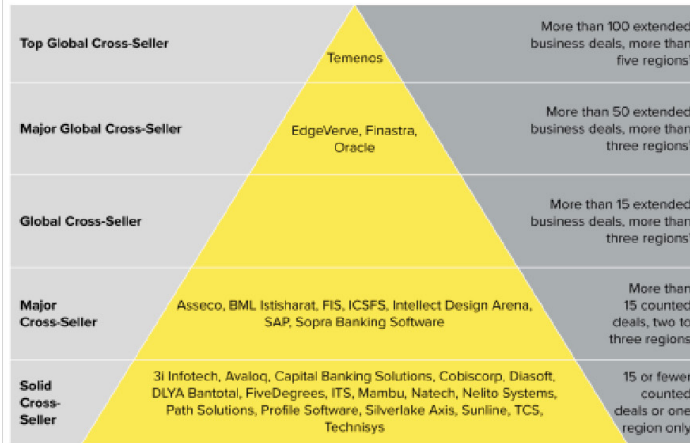 Top Global Cross-Seller
Temenos
More than 100 extended
business deals, more than
five regions*
Major Global Cross-Seller
EdgeVerve, Finastra,
Oracle
More than 50 extended
business deals, more than
three regions*
Global Cross-Seller
More than 15 extended
business deals, more than
three regions*
Major
Cross-Seller
Asseco, BML Istisharat, FIS, ICSFS, Intellect Design Arena,
SAP, Sopra Banking Software
More than
15 counted
deals, two to
three regions
Solid
Cross-
Seller
3i Infotech, Avaloq, Capital Banking Solutions, Cobiscorp, Diasoft,
DLYA Bantotal, FiveDegrees, ITS, Mambu, Natech, Nelito Systems,
Path Solutions, Profile Software, Silverlake Axis, Sunline, TCS,
Technisys
15 or fewer
counted
deals or one
region only